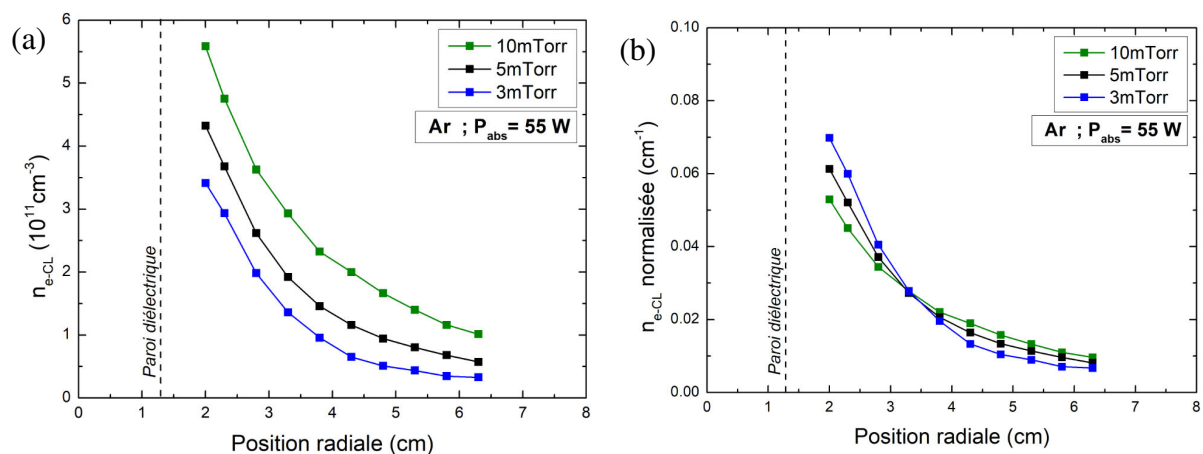 (a)
6
5
4
3
2
1
0
n_e-CL (10^11 cm^-3)
10mTorr
5mTorr
3mTorr
Ar ; P_abs = 55 W
Paroi diélectrique
0 1 2 3 4 5 6 7 8
Position radiale (cm)
(b)
0.10
0.08
0.06
0.04
0.02
0.00
n_e-CL normalisée (cm^-1)
10mTorr
5mTorr
3mTorr
Ar ; P_abs = 55 W
Paroi diélectrique
0 1 2 3 4 5 6 7 8
Position radiale (cm)